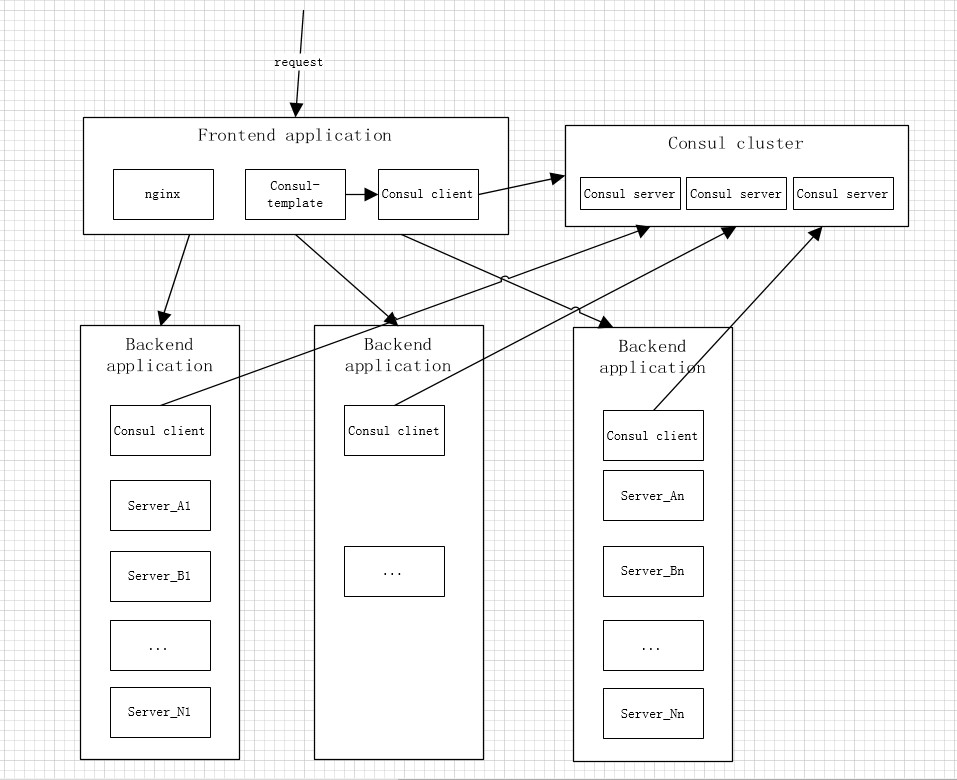 request
Frontend application
nginx
Consul-
template
Consul client
Consul cluster
Consul server
Consul server
Consul server
Backend
application
Consul client
Server_A1
Server_B1
...
Server_N1
Backend
application
Consul clinet
...
Backend
application
Consul client
Server_An
Server_Bn
...
Server_Nn